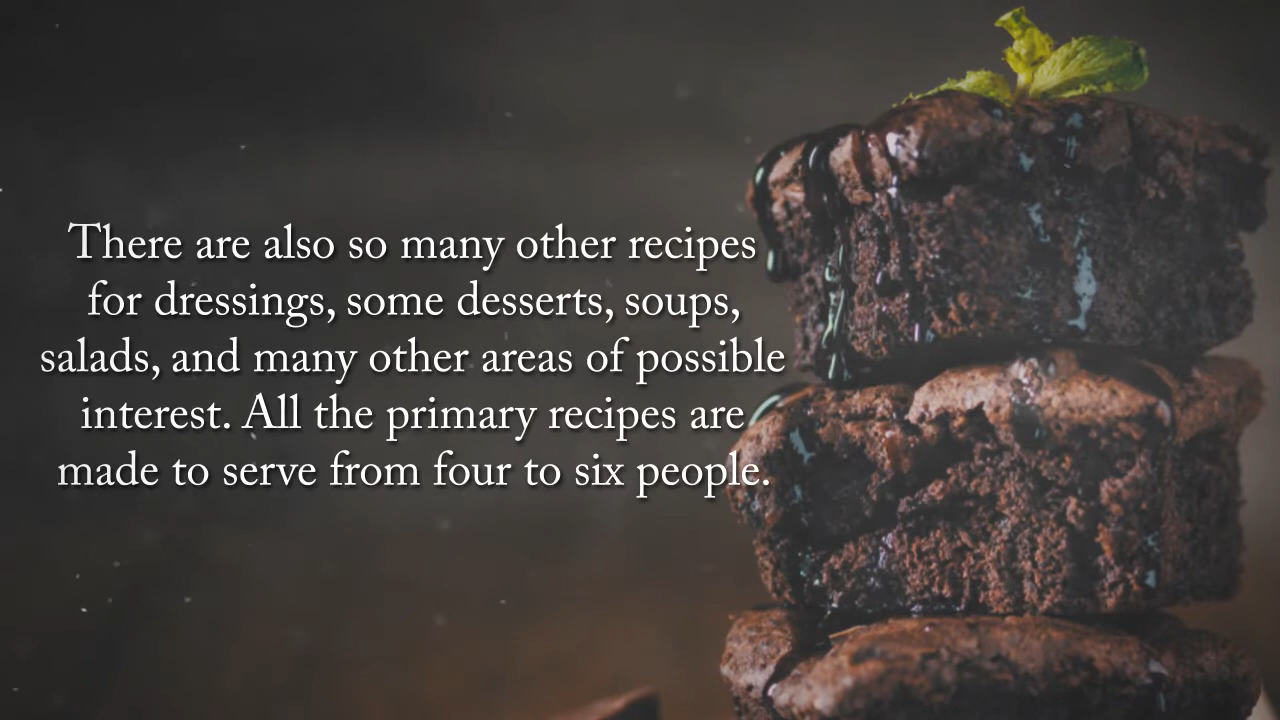 There are also so many other recipes
for dressings, some desserts, soups,
salads, and many other areas of possible
interest. All the primary recipes are
made to serve from four to six people.